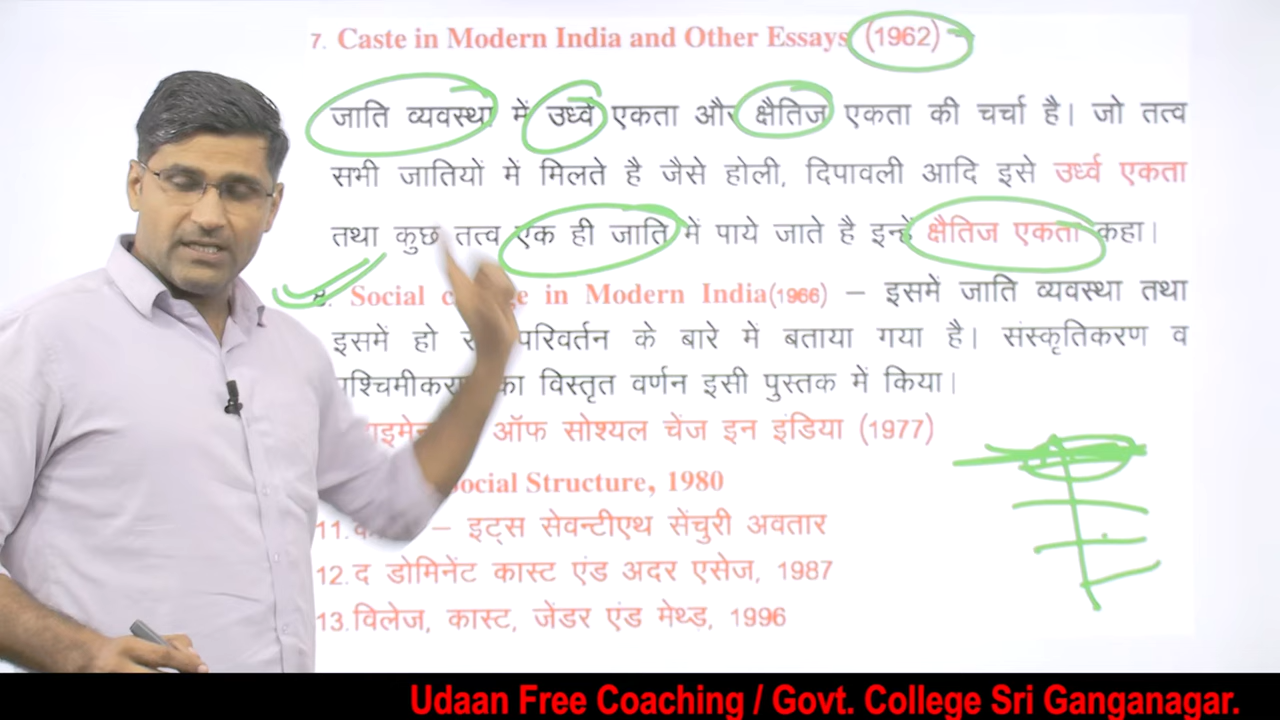 7. Caste in Modern India and Other Essays (1962)
जाति व्यवस्था में उर्ध्व एकता और क्षैतिज एकता की चर्चा है। जो तत्व
सभी जातियों में मिलते है जैसे होली, दिपावली आदि इसे उर्ध्व एकता
तथा कुछ तत्व एक ही जाति में पाये जाते है इन्हें क्षैतिज एकता कहा।
Social in Modern India(1966) – इसमें जाति व्यवस्था तथा
इसमें हो परिवर्तन के बारे में बताया गया है। संस्कृतिकरण व
का विस्तृत वर्णन इसी पुस्तक में किया।
ऑफ सोश्यल चेंज इन इंडिया (1977)
Social Structure, 1980
11. – इट्स सेवन्टीएथ सेंचुरी अवतार
12. द डोमिनेंट कास्ट एंड अदर एसेज, 1987
13. विलेज, कास्ट, जेंडर एंड मेथ्ड, 1996
Udaan Free Coaching / Govt. College Sri Ganganagar.